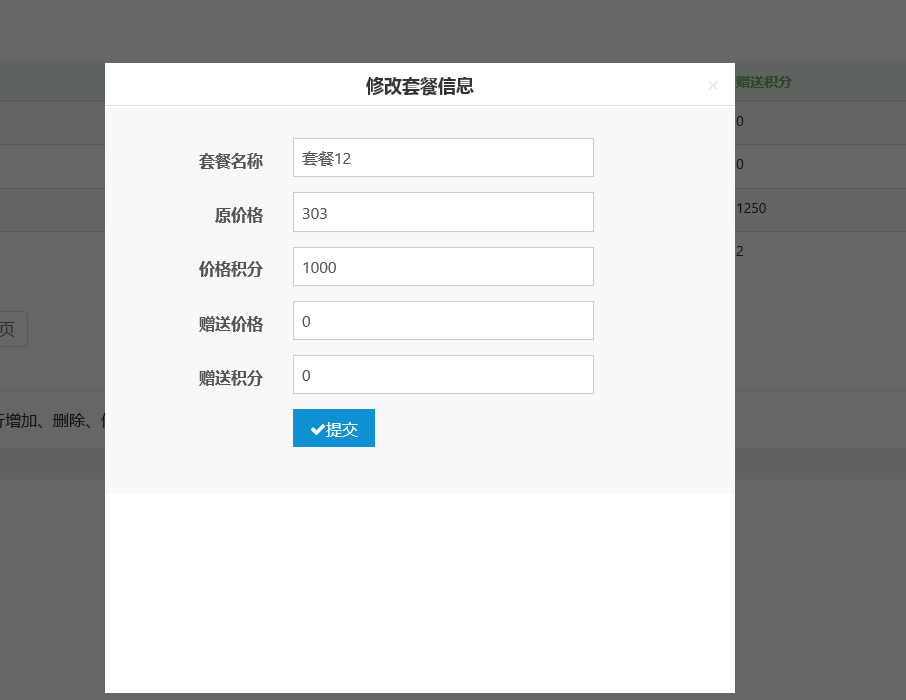 修改套餐信息 ×
赠送积分
0
0
1250
2
套餐名称 套餐12
原价格 303
价格积分 1000
赠送价格 0
赠送积分 0
提交
页
行增加、删除、